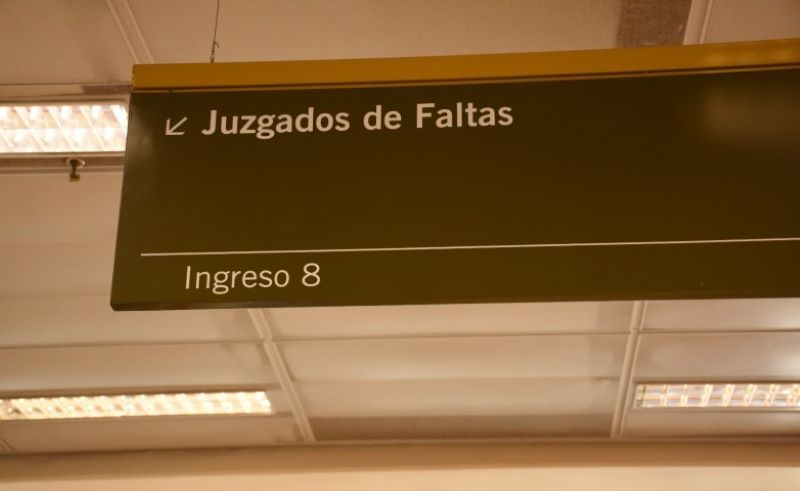 ↙ Juzgados de Faltas
Ingreso 8